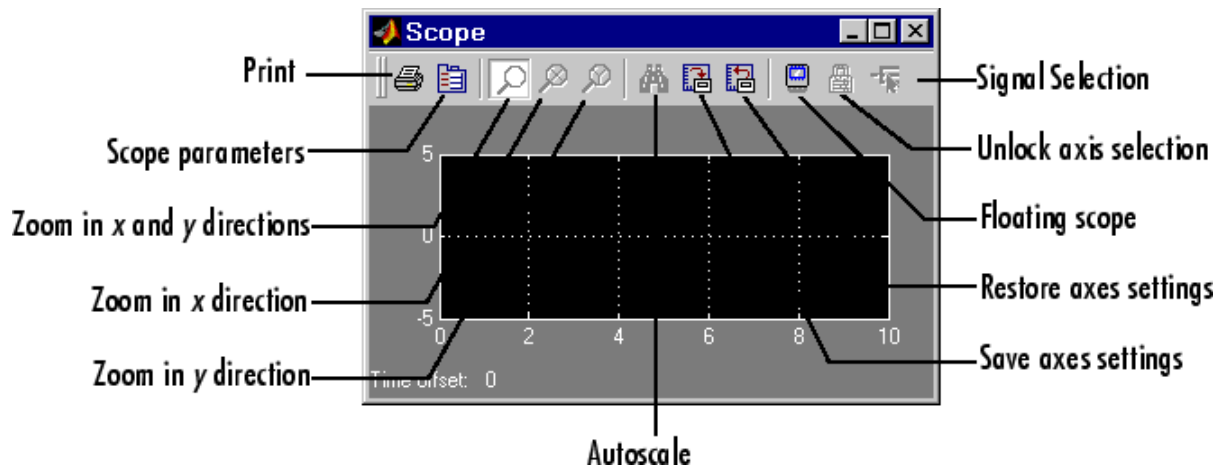 Scope
Print
Signal Selection
Scope parameters
Unlock axis selection
5
Zoom in x and y directions
Floating scope
0
Zoom in x direction
Restore axes settings
-5
0 2 4 6 8 10
Zoom in y direction
Save axes settings
Time offset: 0
Autoscale